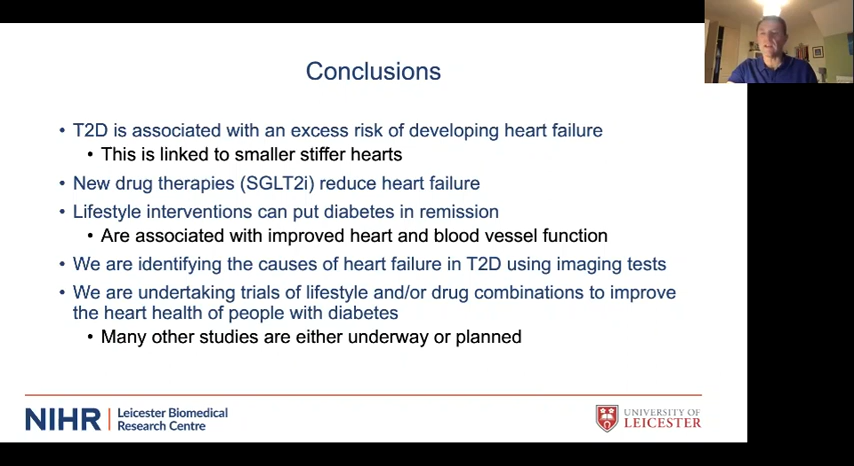 Conclusions
• T2D is associated with an excess risk of developing heart failure
• This is linked to smaller stiffer hearts
• New drug therapies (SGLT2i) reduce heart failure
• Lifestyle interventions can put diabetes in remission
• Are associated with improved heart and blood vessel function
• We are identifying the causes of heart failure in T2D using imaging tests
• We are undertaking trials of lifestyle and/or drug combinations to improve
the heart health of people with diabetes
• Many other studies are either underway or planned
NIHR
Leicester Biomedical
Research Centre
UNIVERSITY OF
LEICESTER